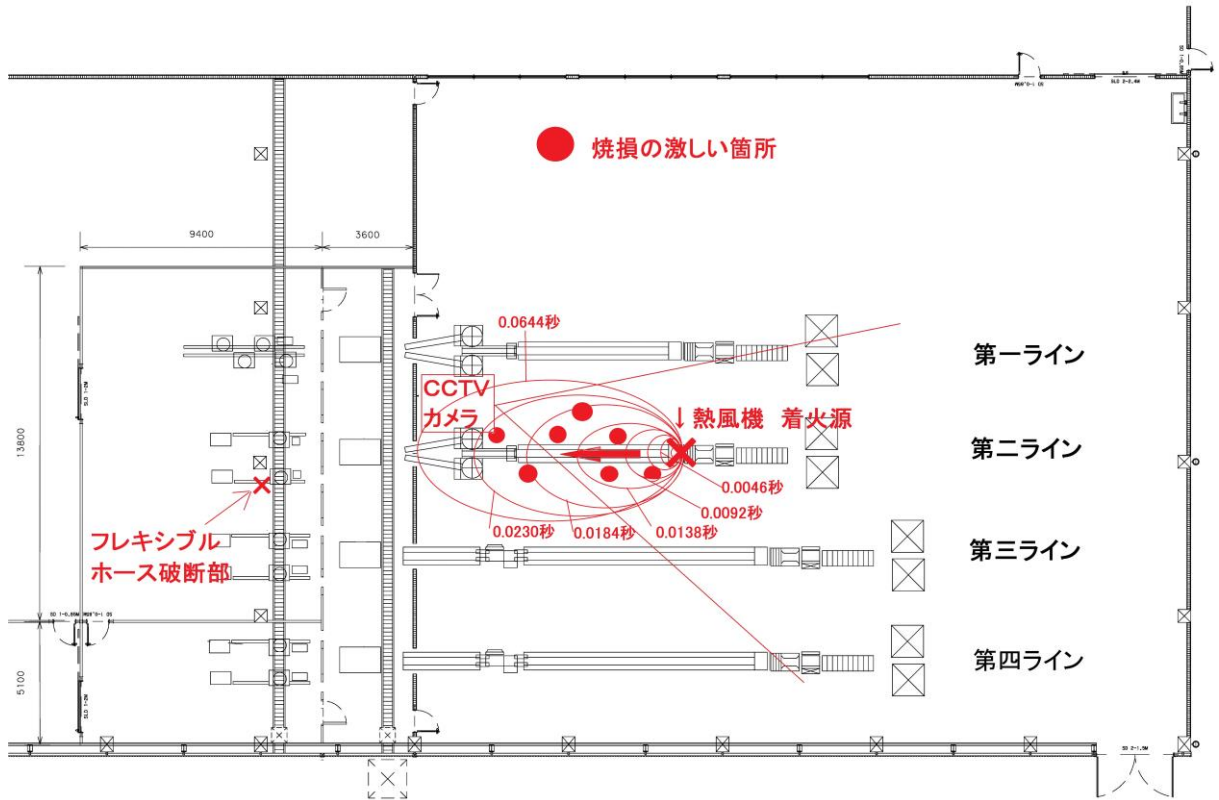 焼損の激しい箇所
9400
3600
13800
5100
0.0644秒
第一ライン
CCTV
カメラ
↓熱風機 着火源
第二ライン
0.0046秒
0.0092秒
0.0230秒
0.0184秒
0.0138秒
フレキシブル
ホース破断部
第三ライン
第四ライン
SD 2-1.5M